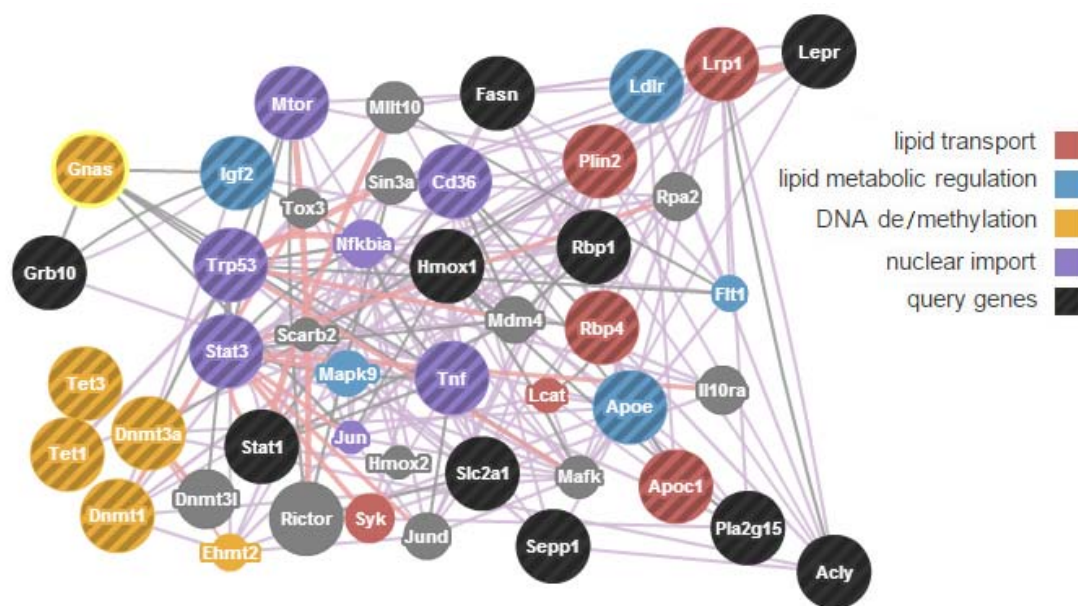 Lepr
Lrp1
Ldlr
Fasn
Mtor
Mllt10
Plin2
Gnas
Igf2
Sin3a
Cd36
Rpa2
Tox3
Nfkbia
Rbp1
Trp53
Hmox1
Grb10
Flt1
Mdm4
Rbp4
Scarb2
Stat3
Mapk9
Tnf
Tet3
Lcat
Il10ra
Apoe
Dnmt3a
Stat1
Jun
Tet1
Hmox2
Slc2a1
Mafk
Apoc1
Dnmt3l
Dnmt1
Rictor
Syk
Jund
Pla2g15
Sepp1
Ehmt2
Acly
lipid transport
lipid metabolic regulation
DNA de/methylation
nuclear import
query genes